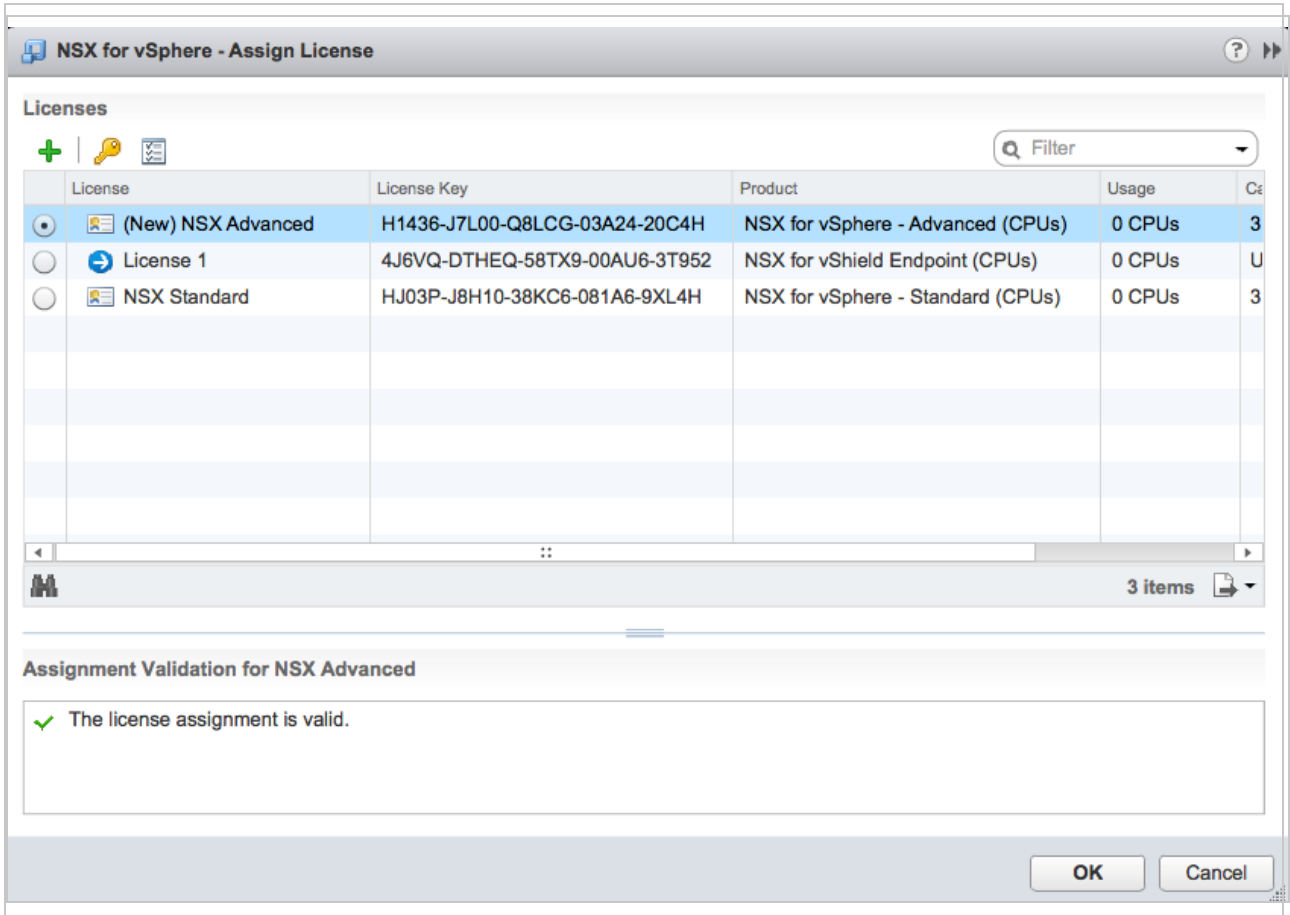 NSX for vSphere - Assign License
Licenses
Filter
License License Key Product Usage Ca
(New) NSX Advanced H1436-J7L00-Q8LCG-03A24-20C4H NSX for vSphere - Advanced (CPUs) 0 CPUs 3
License 1 4J6VQ-DTHEQ-58TX9-00AU6-3T952 NSX for vShield Endpoint (CPUs) 0 CPUs U
NSX Standard HJ03P-J8H10-38KC6-081A6-9XL4H NSX for vSphere - Standard (CPUs) 0 CPUs 3
3 items
Assignment Validation for NSX Advanced
The license assignment is valid.
OK Cancel